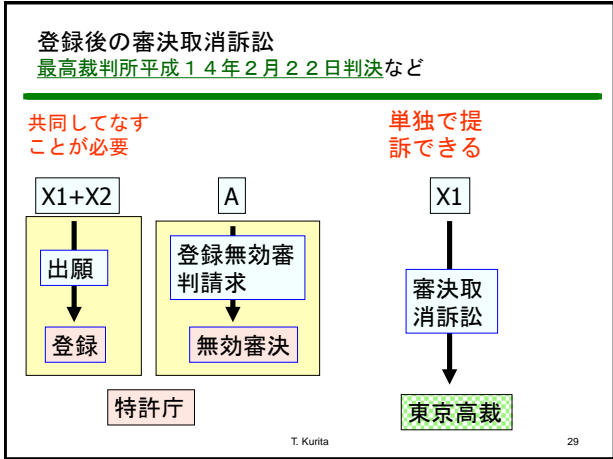 登録後の審決取消訴訟
最高裁判所平成１４年２月２２日判決など
共同してなす
ことが必要
単独で提
訴できる
X1+X2
A
X1
出願
登録無効審
判請求
審決取
消訴訟
登録
無効審決
特許庁
東京高裁
T. Kurita
29